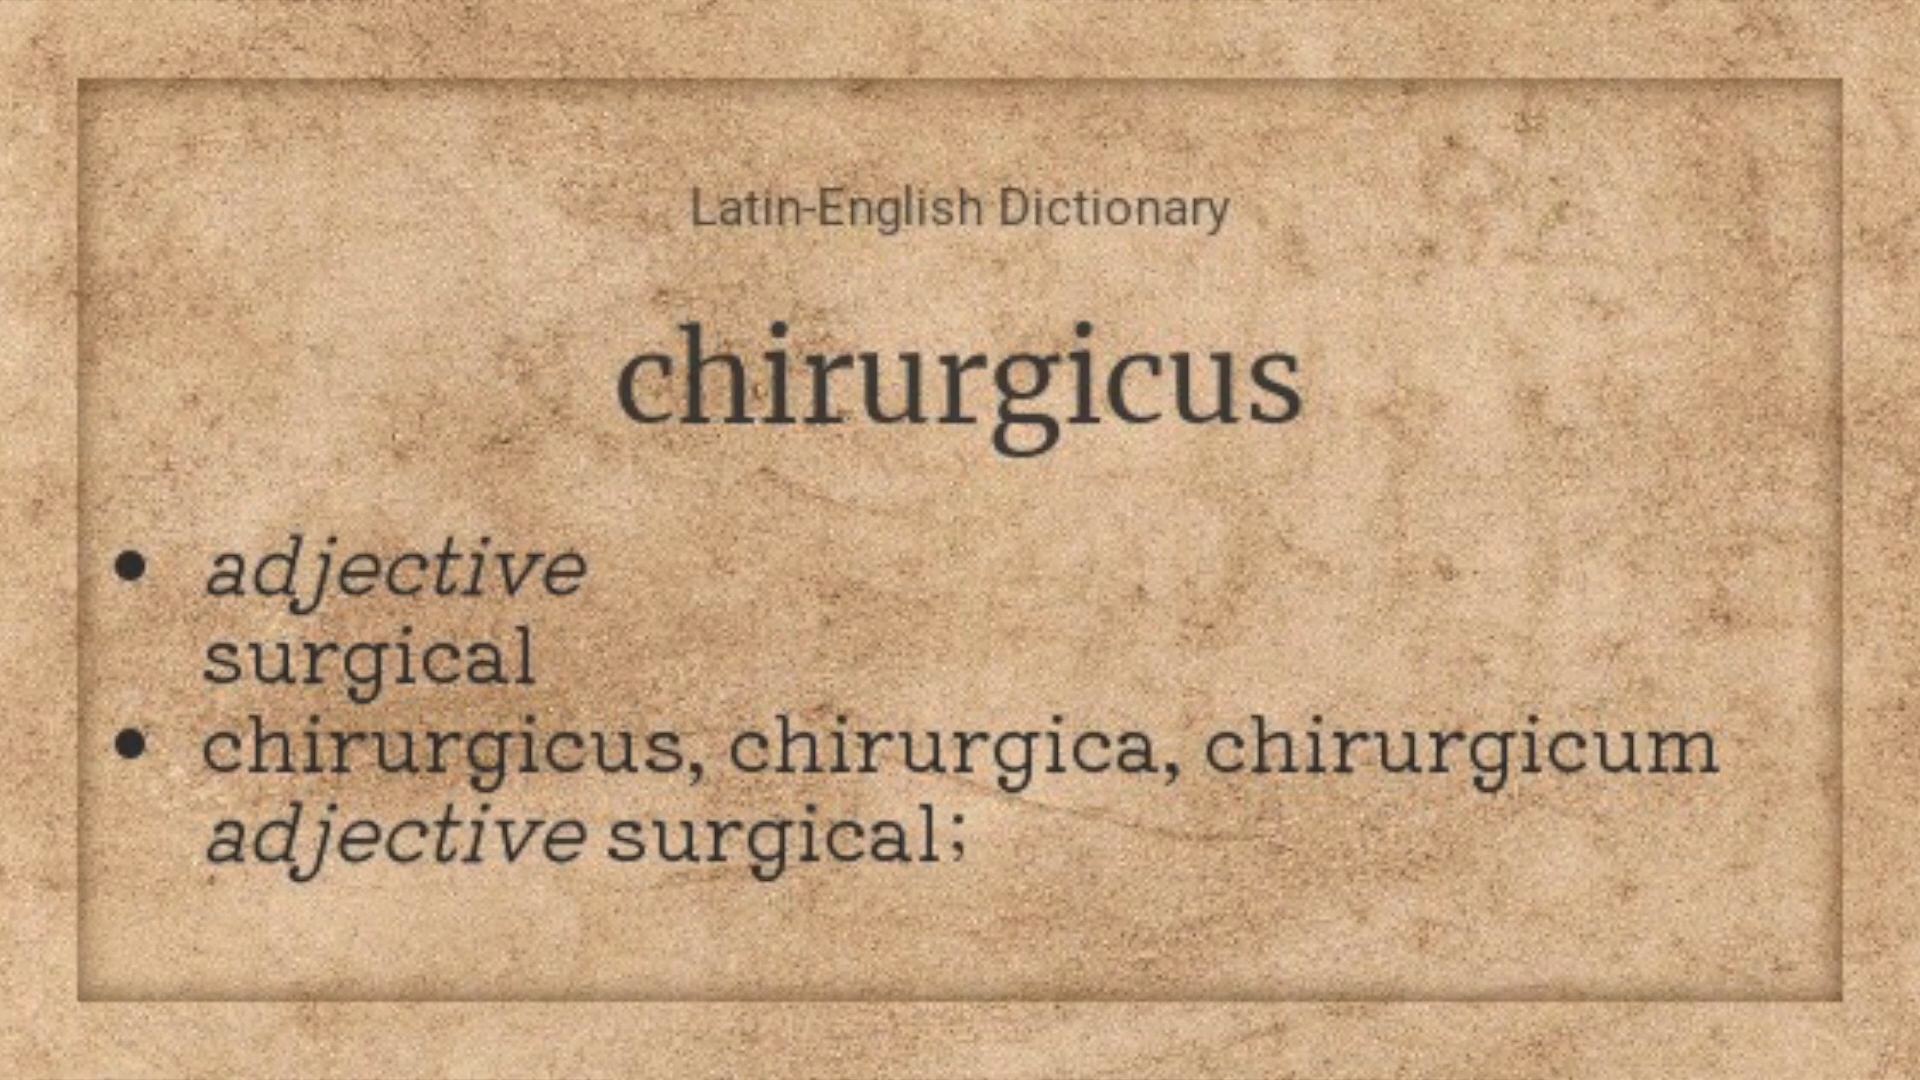 Latin-English Dictionary
chirurgicus
• adjective
surgical
• chirurgicus, chirurgica, chirurgicum
adjective surgical;